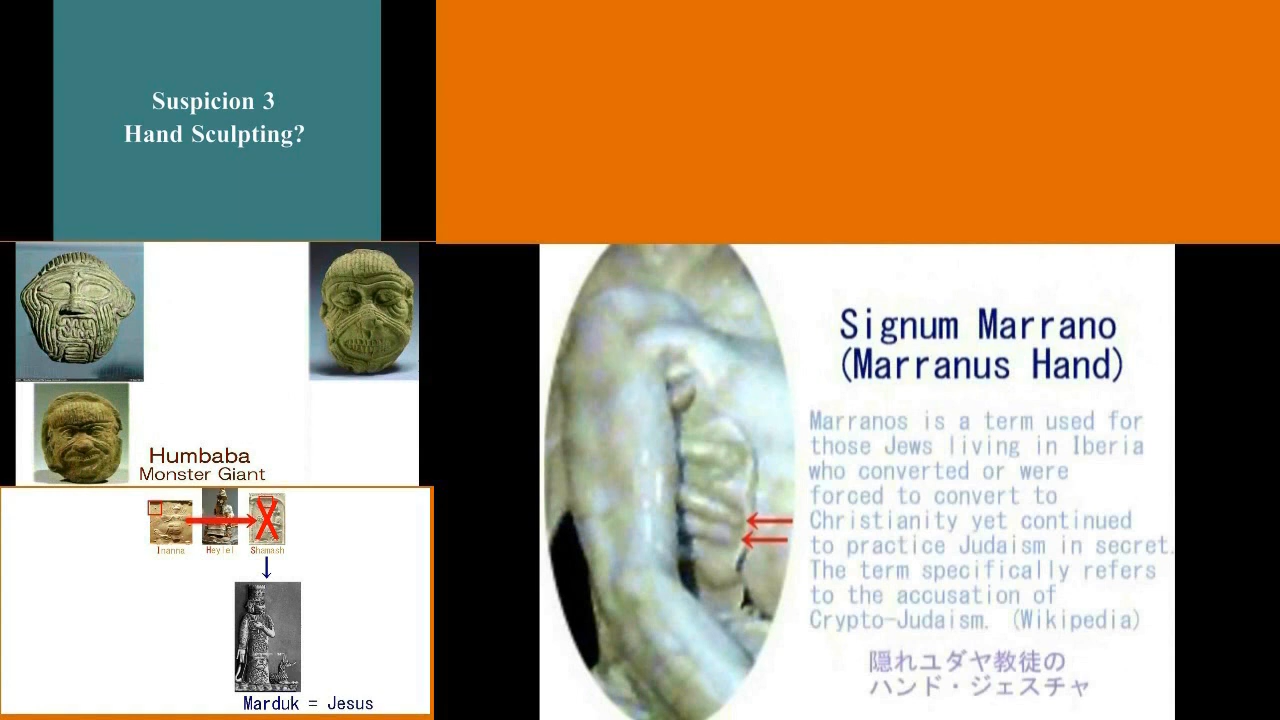 Suspicion 3
Hand Sculpting?
Humbaba
Monster Giant
Inanna
Heylel
Shamash
Marduk = Jesus
Signum Marrano
(Marranus Hand)
Marranos is a term used for
those Jews living in Iberia
who converted or were
forced to convert to
Christianity yet continued
to practice Judaism in secret.
The term specifically refers
to the accusation of
Crypto-Judaism. (Wikipedia)
隠れユダヤ教徒の
ハンド・ジェスチャ